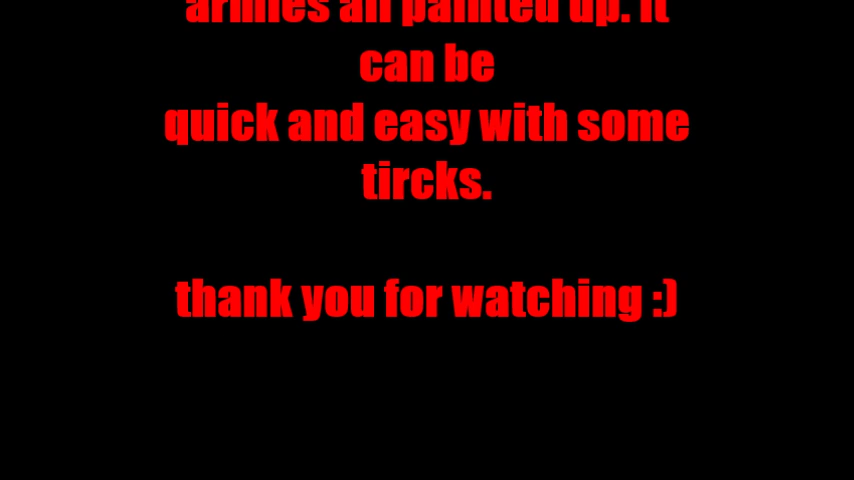 armies all painted up. it
can be
quick and easy with some
tircks.
thank you for watching :)